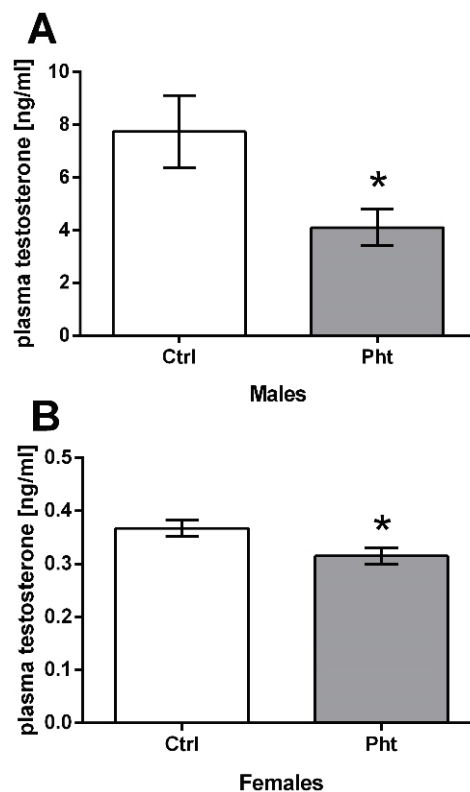 A
plasma testosterone [ng/ml]
10
8
6
4
2
0
*
Ctrl
Pht
Males
B
plasma testosterone [ng/ml]
0.5
0.4
0.3
0.2
0.1
0.0
*
Ctrl
Pht
Females